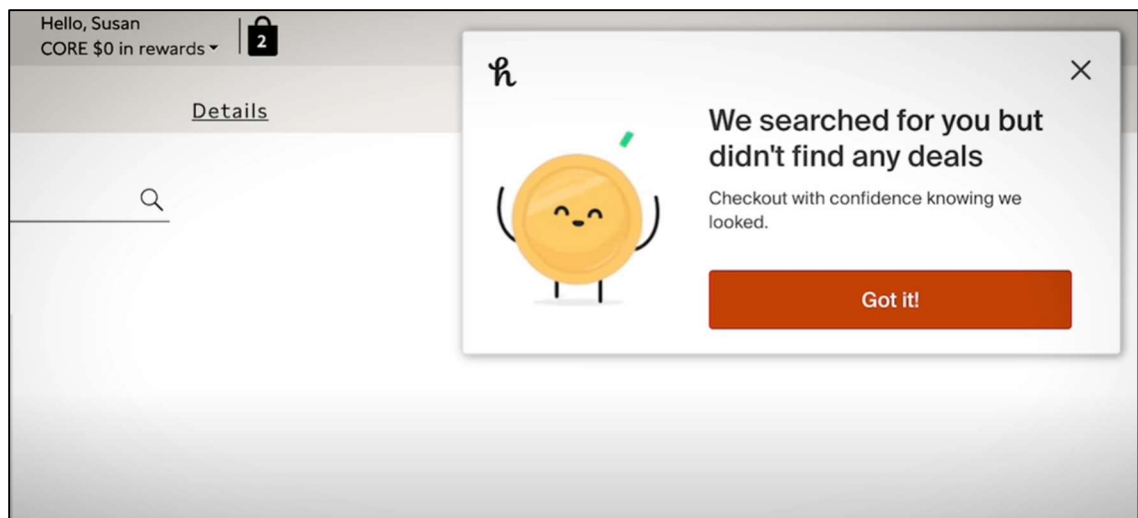 Hello, Susan
CORE $0 in rewards
2
Details
h
We searched for you but
didn't find any deals
Checkout with confidence knowing we
looked.
Got it!